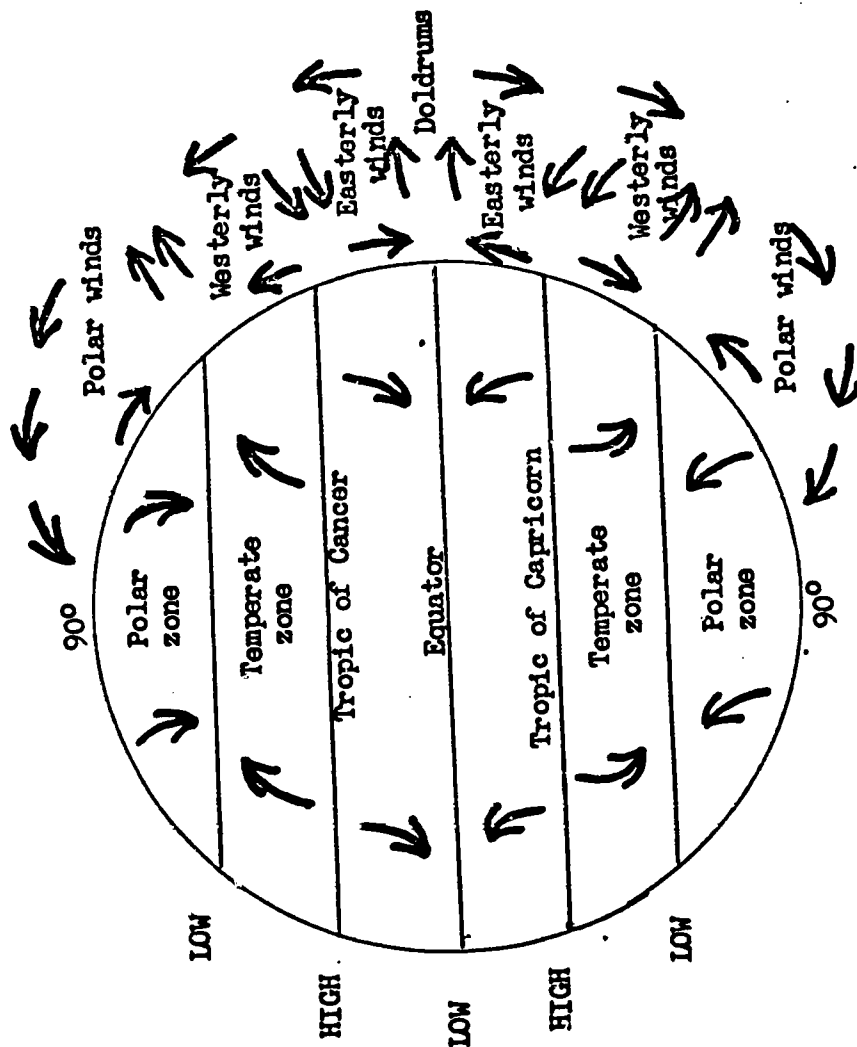 90°
Polar winds
Polar
zone
LOW
Westerly
winds
Temperate
zone
HIGH
Tropic of Cancer
Easterly
winds
LOW
Equator
Doldrums
Easterly
winds
HIGH
Tropic of Capricorn
Westerly
winds
Temperate
zone
LOW
Polar winds
Polar
zone
90°